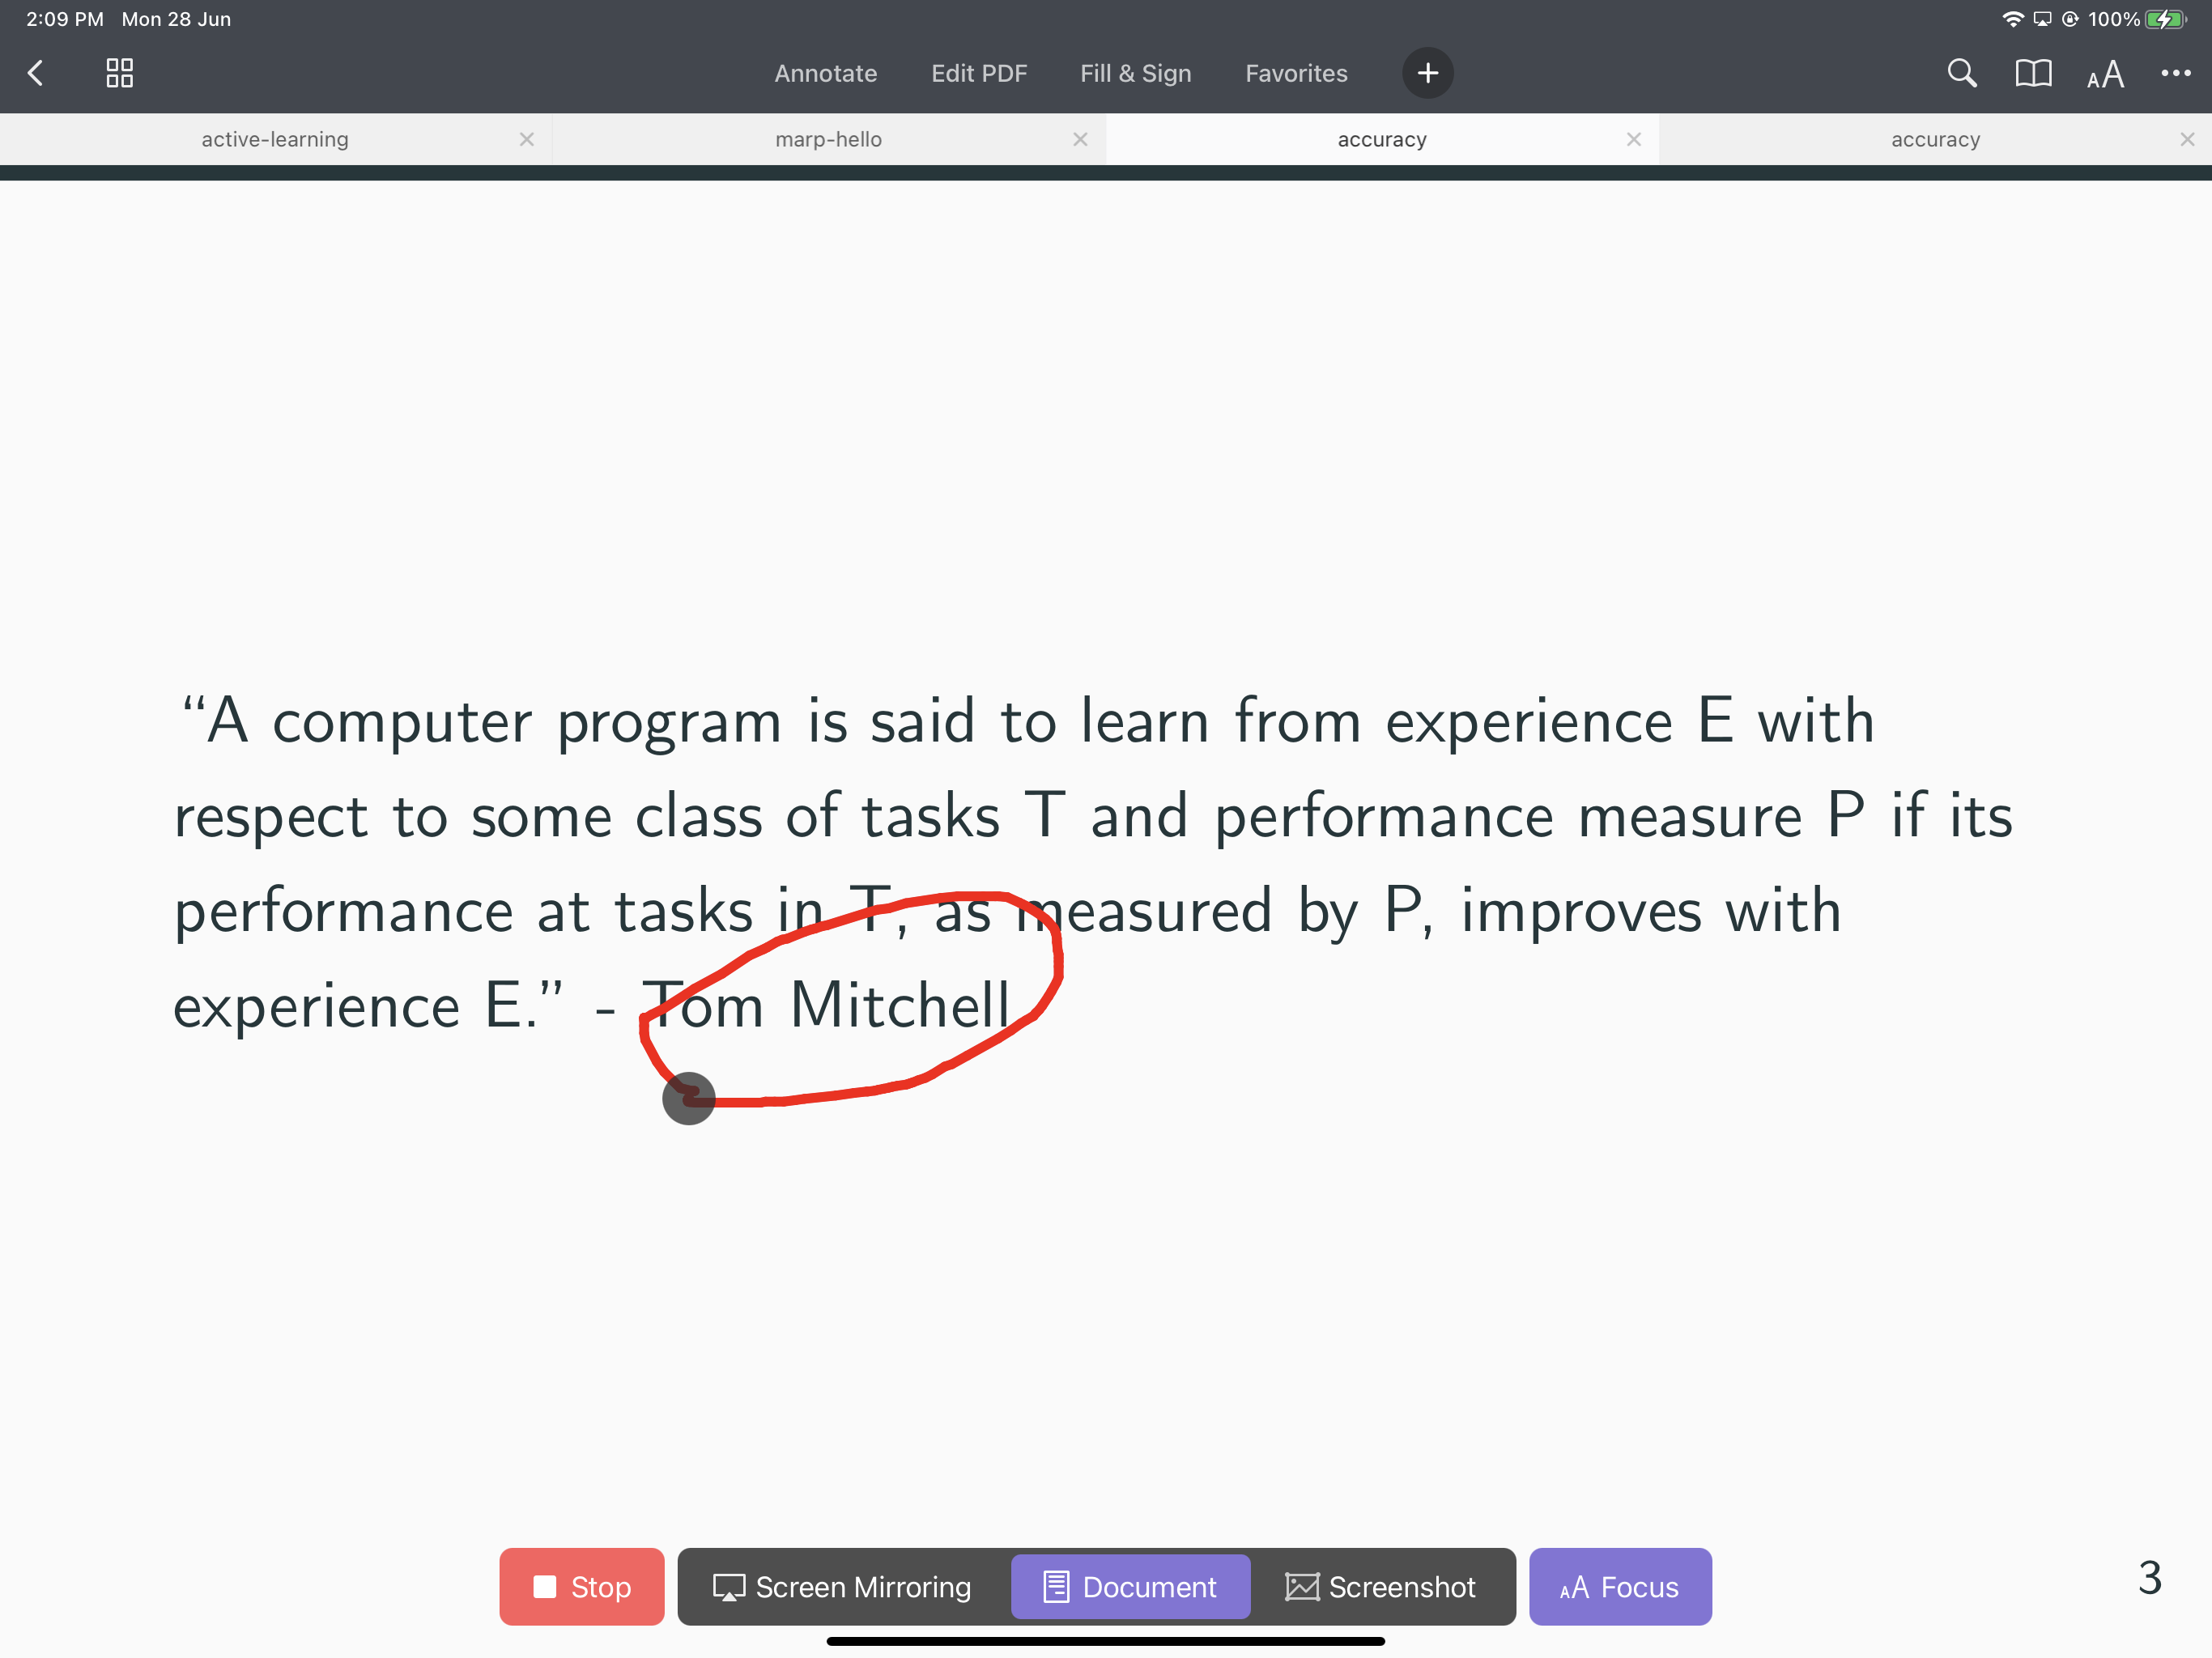 2:09 PM Mon 28 Jun 100%
Annotate Edit PDF Fill & Sign Favorites AA
active-learning marp-hello accuracy accuracy
“A computer program is said to learn from experience E with
respect to some class of tasks T and performance measure P if its
performance at tasks in T, as measured by P, improves with
experience E.” - Tom Mitchell
Stop Screen Mirroring Document Screenshot AA Focus
3